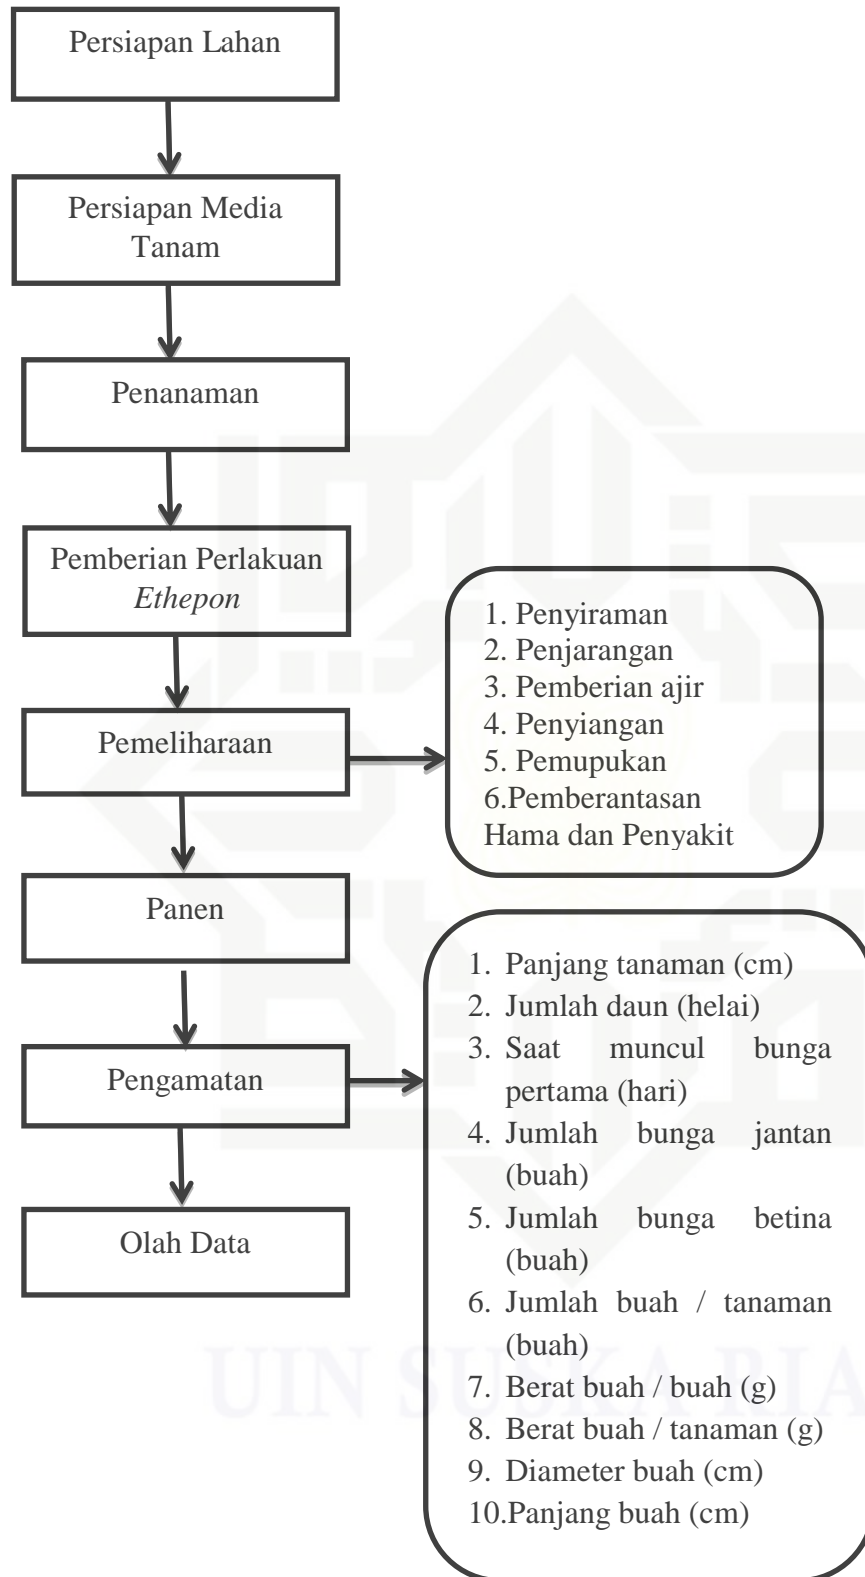 Persiapan Lahan
Persiapan Media
Tanam
Penanaman
Pemberian Perlakuan
Ethepon
Pemeliharaan
1. Penyiraman
2. Penjarangan
3. Pemberian ajir
4. Penyiangan
5. Pemupukan
6.Pemberantasan
Hama dan Penyakit
Panen
Pengamatan
1. Panjang tanaman (cm)
2. Jumlah daun (helai)
3. Saat muncul bunga
pertama (hari)
4. Jumlah bunga jantan
(buah)
5. Jumlah bunga betina
(buah)
6. Jumlah buah / tanaman
(buah)
7. Berat buah / buah (g)
8. Berat buah / tanaman (g)
9. Diameter buah (cm)
10.Panjang buah (cm)
Olah Data
UIN SUSKA RIA